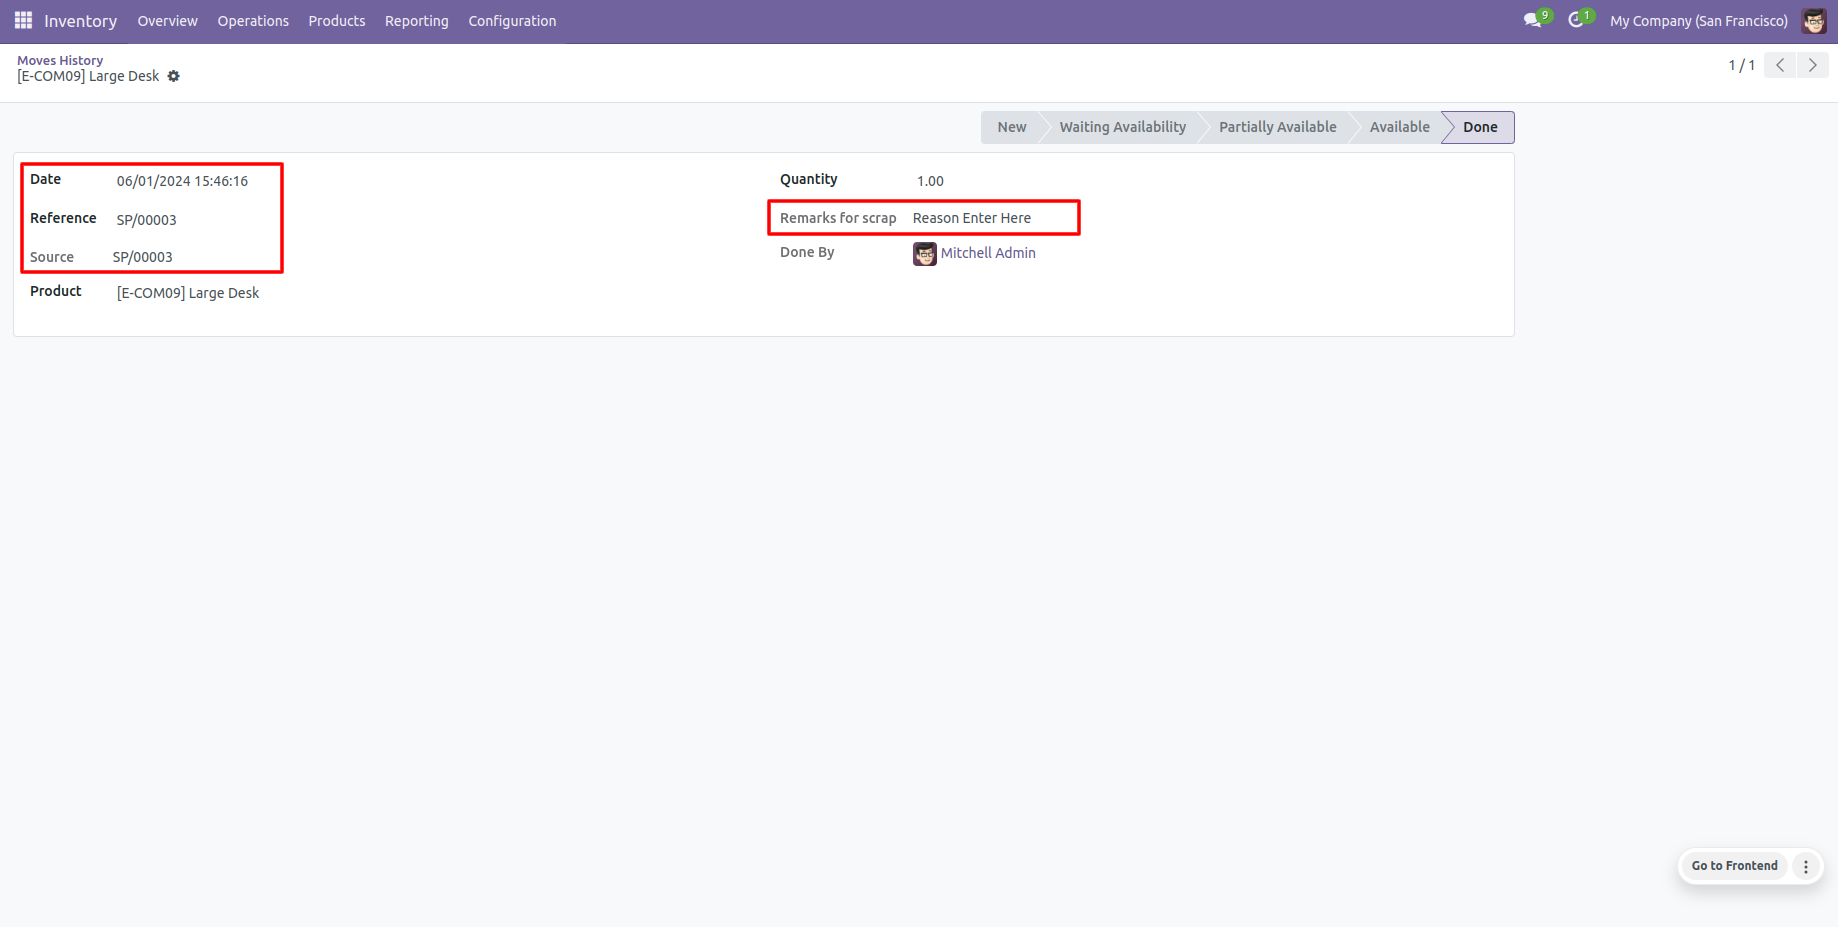 Inventory Overview Operations Products Reporting Configuration 9 1 My Company (San Francisco)
Moves History
[E-COM09] Large Desk
1 / 1
New Waiting Availability Partially Available Available Done
Date 06/01/2024 15:46:16
Reference SP/00003
Source SP/00003
Product [E-COM09] Large Desk
Quantity 1.00
Remarks for scrap Reason Enter Here
Done By Mitchell Admin
Go to Frontend